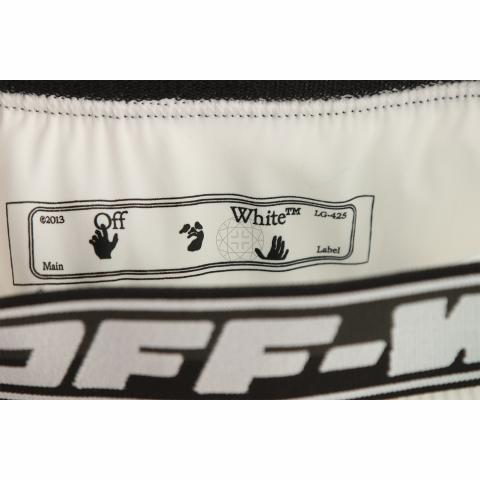 ©2013 Off White™ LG-425
Main Label
OFF-W